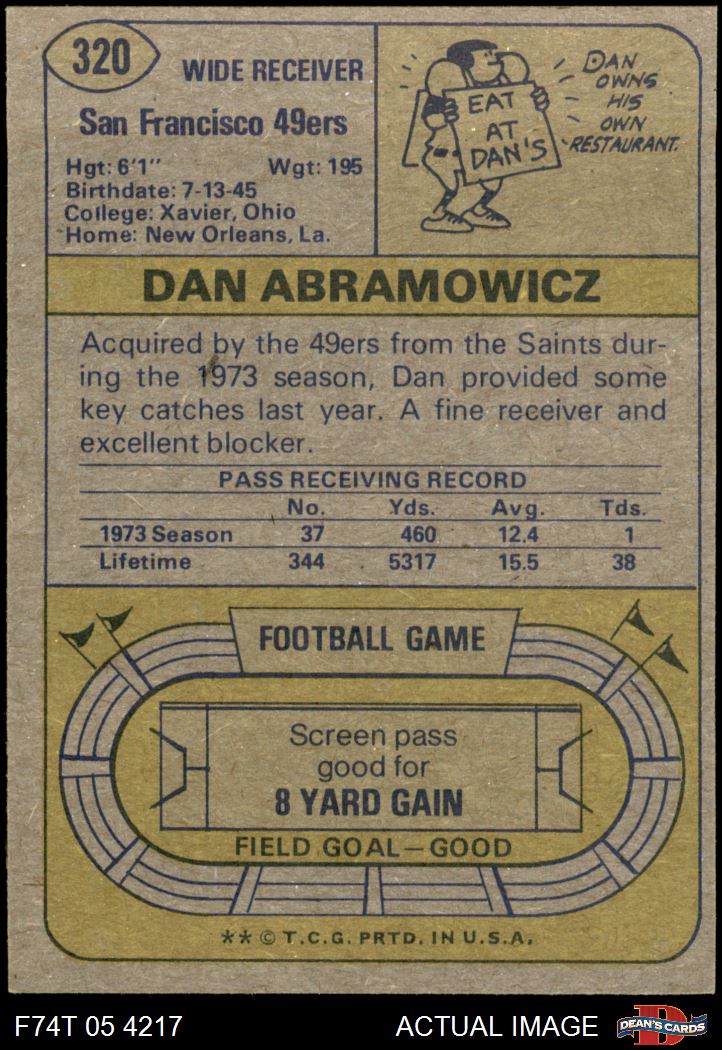 320
WIDE RECEIVER
San Francisco 49ers
Hgt: 6'1" Wgt: 195
Birthdate: 7-13-45
College: Xavier, Ohio
Home: New Orleans, La.
EAT
AT
DAN'S
DAN
OWNS
HIS
OWN
RESTAURANT.
DAN ABRAMOWICZ
Acquired by the 49ers from the Saints dur-
ing the 1973 season, Dan provided some
key catches last year. A fine receiver and
excellent blocker.
PASS RECEIVING RECORD
No. Yds. Avg. Tds.
1973 Season 37 460 12.4 1
Lifetime 344 5317 15.5 38
FOOTBALL GAME
Screen pass
good for
8 YARD GAIN
FIELD GOAL—GOOD
** © T.C.G. PRTD. IN U.S.A.
F74T 05 4217 ACTUAL IMAGE
D
DEAN'S CARDS